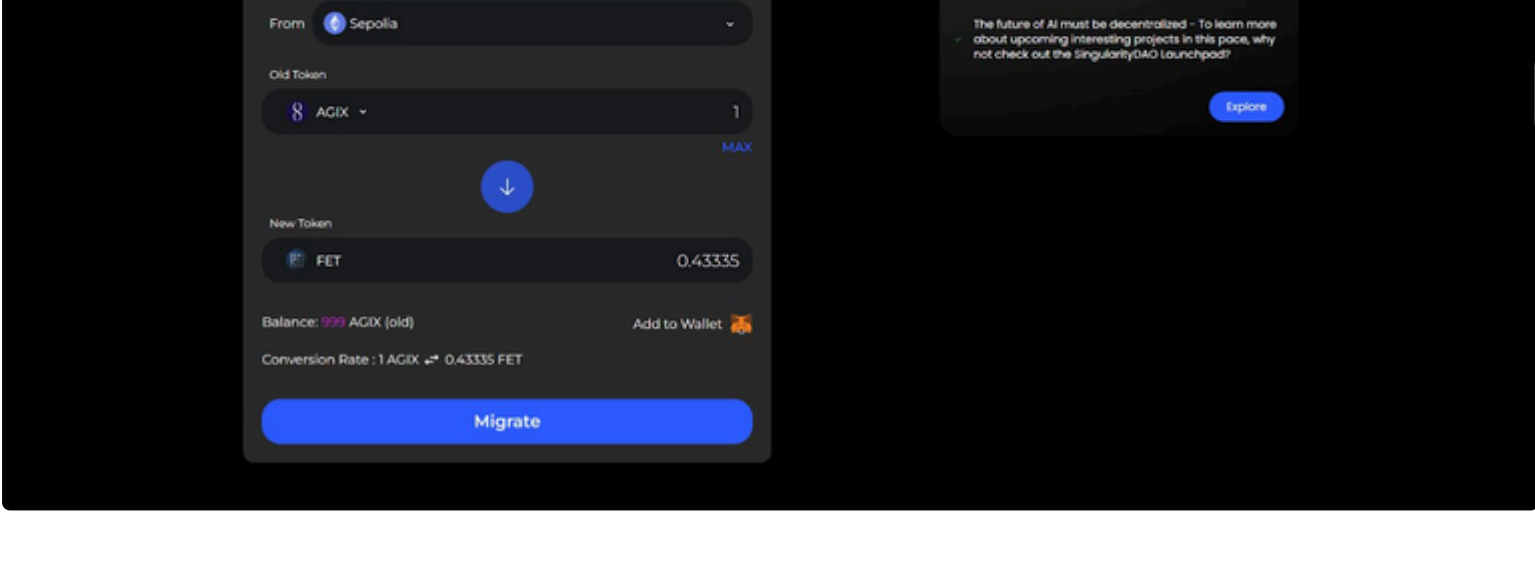 From Sepolia
Old Token
AGIX 1
MAX
New Token
FET 0.43335
Balance: 999 AGIX (old) Add to Wallet
Conversion Rate : 1 AGIX ⇄ 0.43335 FET
Migrate
The future of AI must be decentralized - To learn more
about upcoming interesting projects in this pace, why
not check out the SingularityDAO Launchpad?
Explore